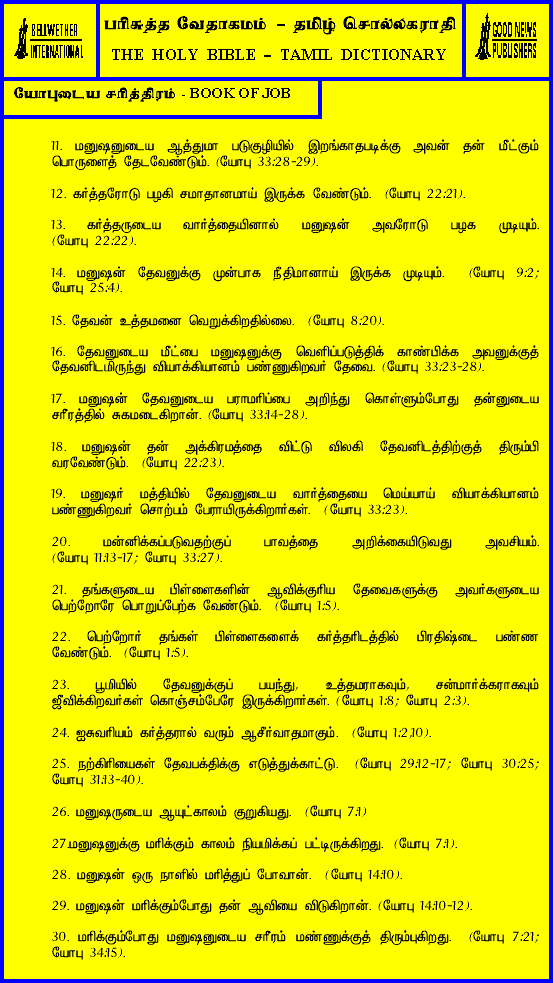 BELLWETHER
INTERNATIONAL
பரிசுத்த வேதாகமம் – தமிழ் சொல்லகராதி
THE HOLY BIBLE – TAMIL DICTIONARY
GOOD NEWS
PUBLISHERS
யோபுடைய சரித்திரம் - BOOK OF JOB
11. மனுஷனுடைய ஆத்துமா படுகுழியில் இறங்காதபடிக்கு அவன் தன் மீட்கும்
பொருளைத் தேடவேண்டும். (யோபு 33:28-29).
12. கர்த்தரோடு பழகி சமாதானமாய் இருக்க வேண்டும். (யோபு 22:21).
13. கர்த்தருடைய வார்த்தையினால் மனுஷன் அவரோடு பழக முடியும்.
(யோபு 22:22).
14. மனுஷன் தேவனுக்கு முன்பாக நீதிமானாய் இருக்க முடியும். (யோபு 9:2;
யோபு 25:4).
15. தேவன் உத்தமனை வெறுக்கிறதில்லை. (யோபு 8:20).
16. தேவனுடைய மீட்பை மனுஷனுக்கு வெளிப்படுத்திக் காண்பிக்க அவனுக்குத்
தேவனிடமிருந்து வியாக்கியானம் பண்ணுகிறவர் தேவை. (யோபு 33:23-28).
17. மனுஷன் தேவனுடைய பராமரிப்பை அறிந்து கொள்ளும்போது தன்னுடைய
சரீரத்தில் சுகமடைகிறான். (யோபு 33:14-28).
18. மனுஷன் தன் அக்கிரமத்தை விட்டு விலகி தேவனிடத்திற்குத் திரும்பி
வரவேண்டும். (யோபு 22:23).
19. மனுஷர் மத்தியில் தேவனுடைய வார்த்தையை மெய்யாய் வியாக்கியானம்
பண்ணுகிறவர் சொற்பம் பேராயிருக்கிறார்கள். (யோபு 33:23).
20. மன்னிக்கப்படுவதற்குப் பாவத்தை அறிக்கையிடுவது அவசியம்.
(யோபு 11:13-17; யோபு 33:27).
21. தங்களுடைய பிள்ளைகளின் ஆவிக்குரிய தேவைகளுக்கு அவர்களுடைய
பெற்றோரே பொறுப்பேற்க வேண்டும். (யோபு 1:5).
22. பெற்றோர் தங்கள் பிள்ளைகளைக் கர்த்தரிடத்தில் பிரதிஷ்டை பண்ண
வேண்டும். (யோபு 1:5).
23. பூமியில் தேவனுக்குப் பயந்து, உத்தமராகவும், சன்மார்க்கராகவும்
ஜீவிக்கிறவர்கள் கொஞ்சம்பேரே இருக்கிறார்கள். (யோபு 1:8; யோபு 2:3).
24. ஐசுவரியம் கர்த்தரால் வரும் ஆசீர்வாதமாகும். (யோபு 1:2,10).
25. நற்கிரியைகள் தேவபக்திக்கு எடுத்துக்காட்டு. (யோபு 29:12-17; யோபு 30:25;
யோபு 31:13-40).
26. மனுஷருடைய ஆயுட்காலம் குறுகியது. (யோபு 7:1)
27.மனுஷனுக்கு மரிக்கும் காலம் நியமிக்கப் பட்டிருக்கிறது. (யோபு 7:1).
28. மனுஷன் ஒரு நாளில் மரித்துப் போவான். (யோபு 14:10).
29. மனுஷன் மரிக்கும்போது தன் ஆவியை விடுகிறான். (யோபு 14:10-12).
30. மரிக்கும்போது மனுஷனுடைய சரீரம் மண்ணுக்குத் திரும்புகிறது. (யோபு 7:21;
யோபு 34:15).